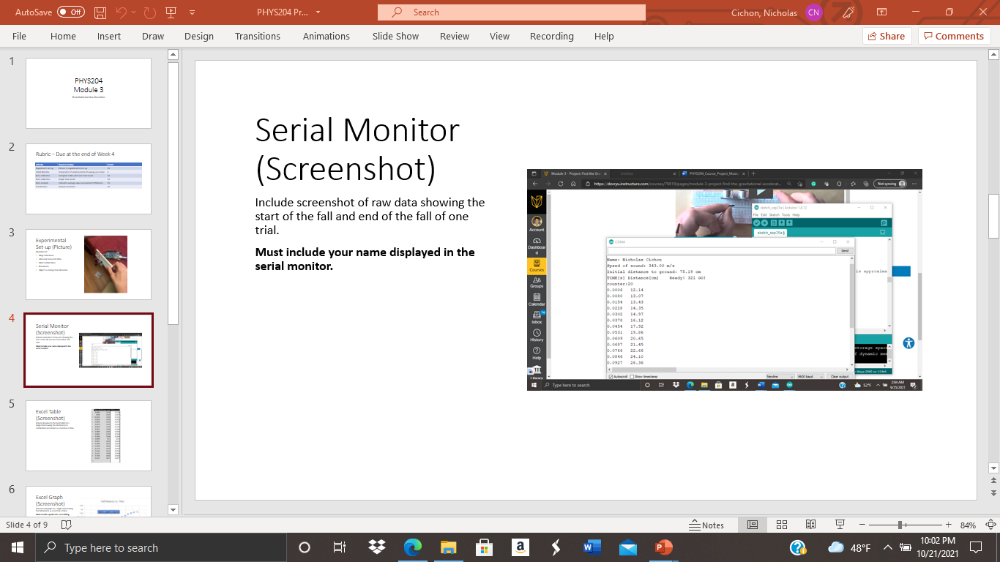 AutoSave Off PHYS204 Pr... Search Cichon, Nicholas CN
File Home Insert Draw Design Transitions Animations Slide Show Review View Recording Help Share Comments
1
PHYS204
Module 3
Gravitational Acceleration
2
Rubric – Due at the end of Week 4
3
Experimental
Set-up (Picture)
4
Serial Monitor
(Screenshot)
5
Excel Table
(Screenshot)
6
Excel Graph
(Screenshot)
Serial Monitor
(Screenshot)
Include screenshot of raw data showing the
start of the fall and end of the fall of one
trial.
Must include your name displayed in the
serial monitor.
Module 3 - Project: Find the Gra
PHYS204_Course_Project_Modu
https://devryu.instructure.com/courses/70819/pages/module-3-project-find-the-gravitational-accelerat...
Not syncing
Account
Dashboar
d
Courses
Groups
Calendar
Inbox
History
Help
Library
sketch_sep25a | Arduino 1.8.12
File Edit Sketch Tools Help
sketch_sep25a §
COM4
Send
Name: Nicholas Cichon
Speed of sound: 343.00 m/s
Initial distance to ground: 75.19 cm
TIME[s] Distance[cm] Ready! 321 GO!
counter:20
0.0006 12.14
0.0080 13.07
0.0154 13.43
0.0228 14.35
0.0302 14.97
0.0378 16.12
0.0454 17.92
0.0531 19.86
0.0609 20.65
0.0687 21.45
0.0766 22.66
0.0846 24.10
0.0927 26.36
is approxima
storage spac
f dynamic me
Mega 2560 on COM4
Autoscroll Show timestamp Newline 9600 baud Clear output
Type here to search 52°F 2:04 AM
9/25/2021
Slide 4 of 9 Notes 84%
Type here to search 48°F 10:02 PM
10/21/2021